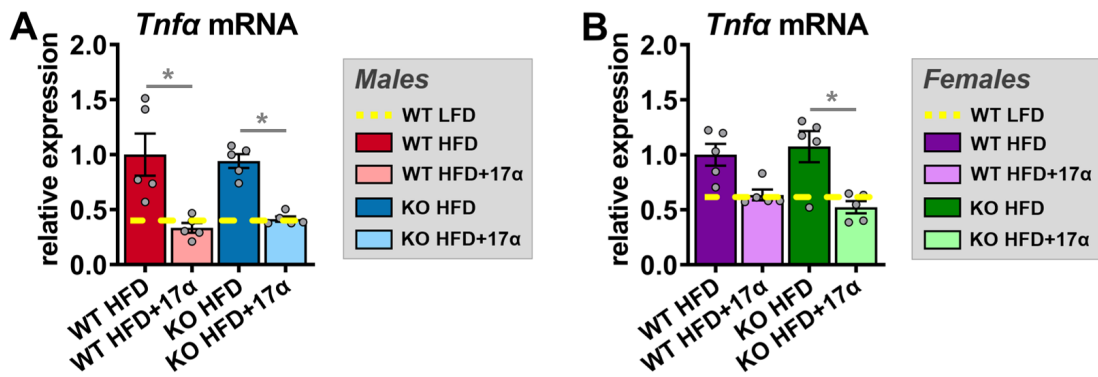 A
Tnfα mRNA
relative expression
2.0
1.5
1.0
0.5
0.0
*
*
WT HFD
WT HFD+17α
KO HFD
KO HFD+17α
Males
WT LFD
WT HFD
WT HFD+17α
KO HFD
KO HFD+17α
B
Tnfα mRNA
relative expression
2.0
1.5
1.0
0.5
0.0
*
WT HFD
WT HFD+17α
KO HFD
KO HFD+17α
Females
WT LFD
WT HFD
WT HFD+17α
KO HFD
KO HFD+17α